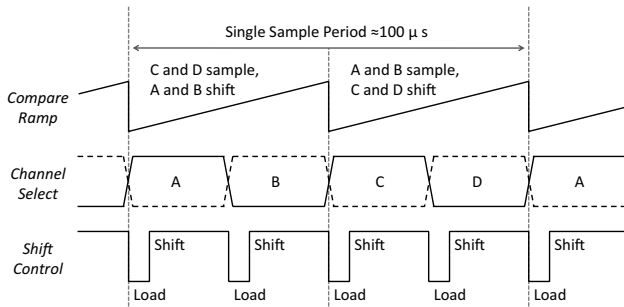 Single Sample Period ≈100 μ s
C and D sample,
A and B shift
A and B sample,
C and D shift
Compare
Ramp
Channel
Select
A
B
C
D
A
Shift
Control
Shift
Shift
Shift
Shift
Shift
Load
Load
Load
Load
Load